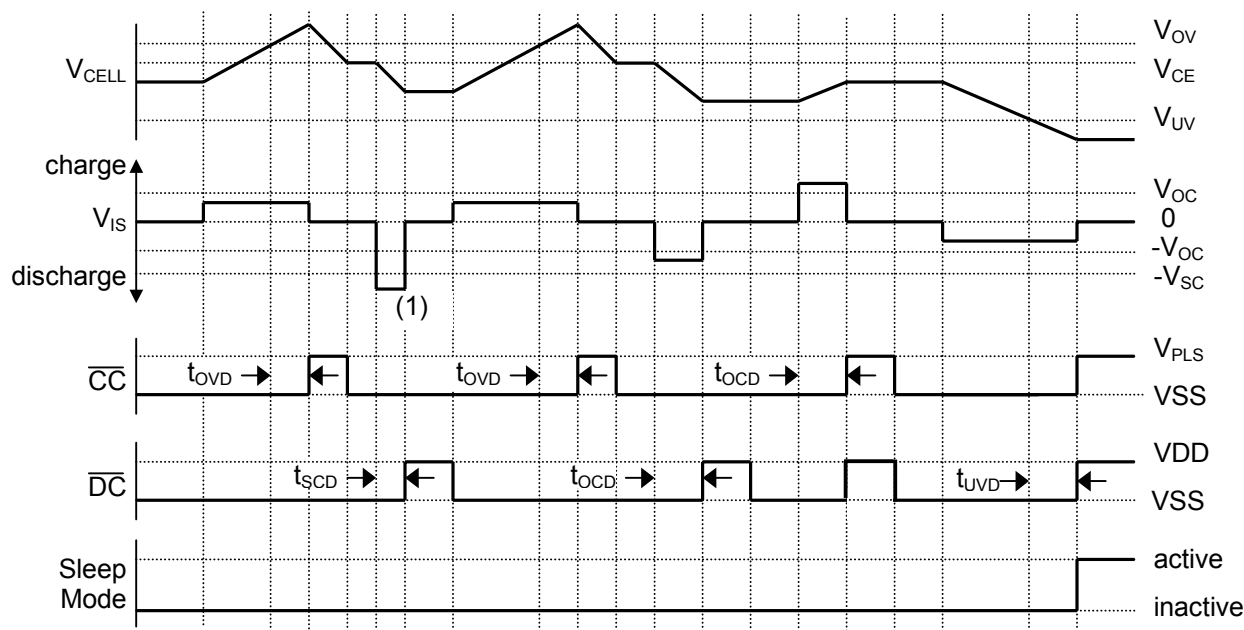 V_CELL
V_OV
V_CE
V_UV
charge
V_IS
discharge
(1)
V_OC
0
-V_OC
-V_SC
CC
t_OVD
t_OVD
t_OCD
V_PLS
VSS
DC
t_SCD
t_OCD
t_UVD
VDD
VSS
Sleep
Mode
active
inactive